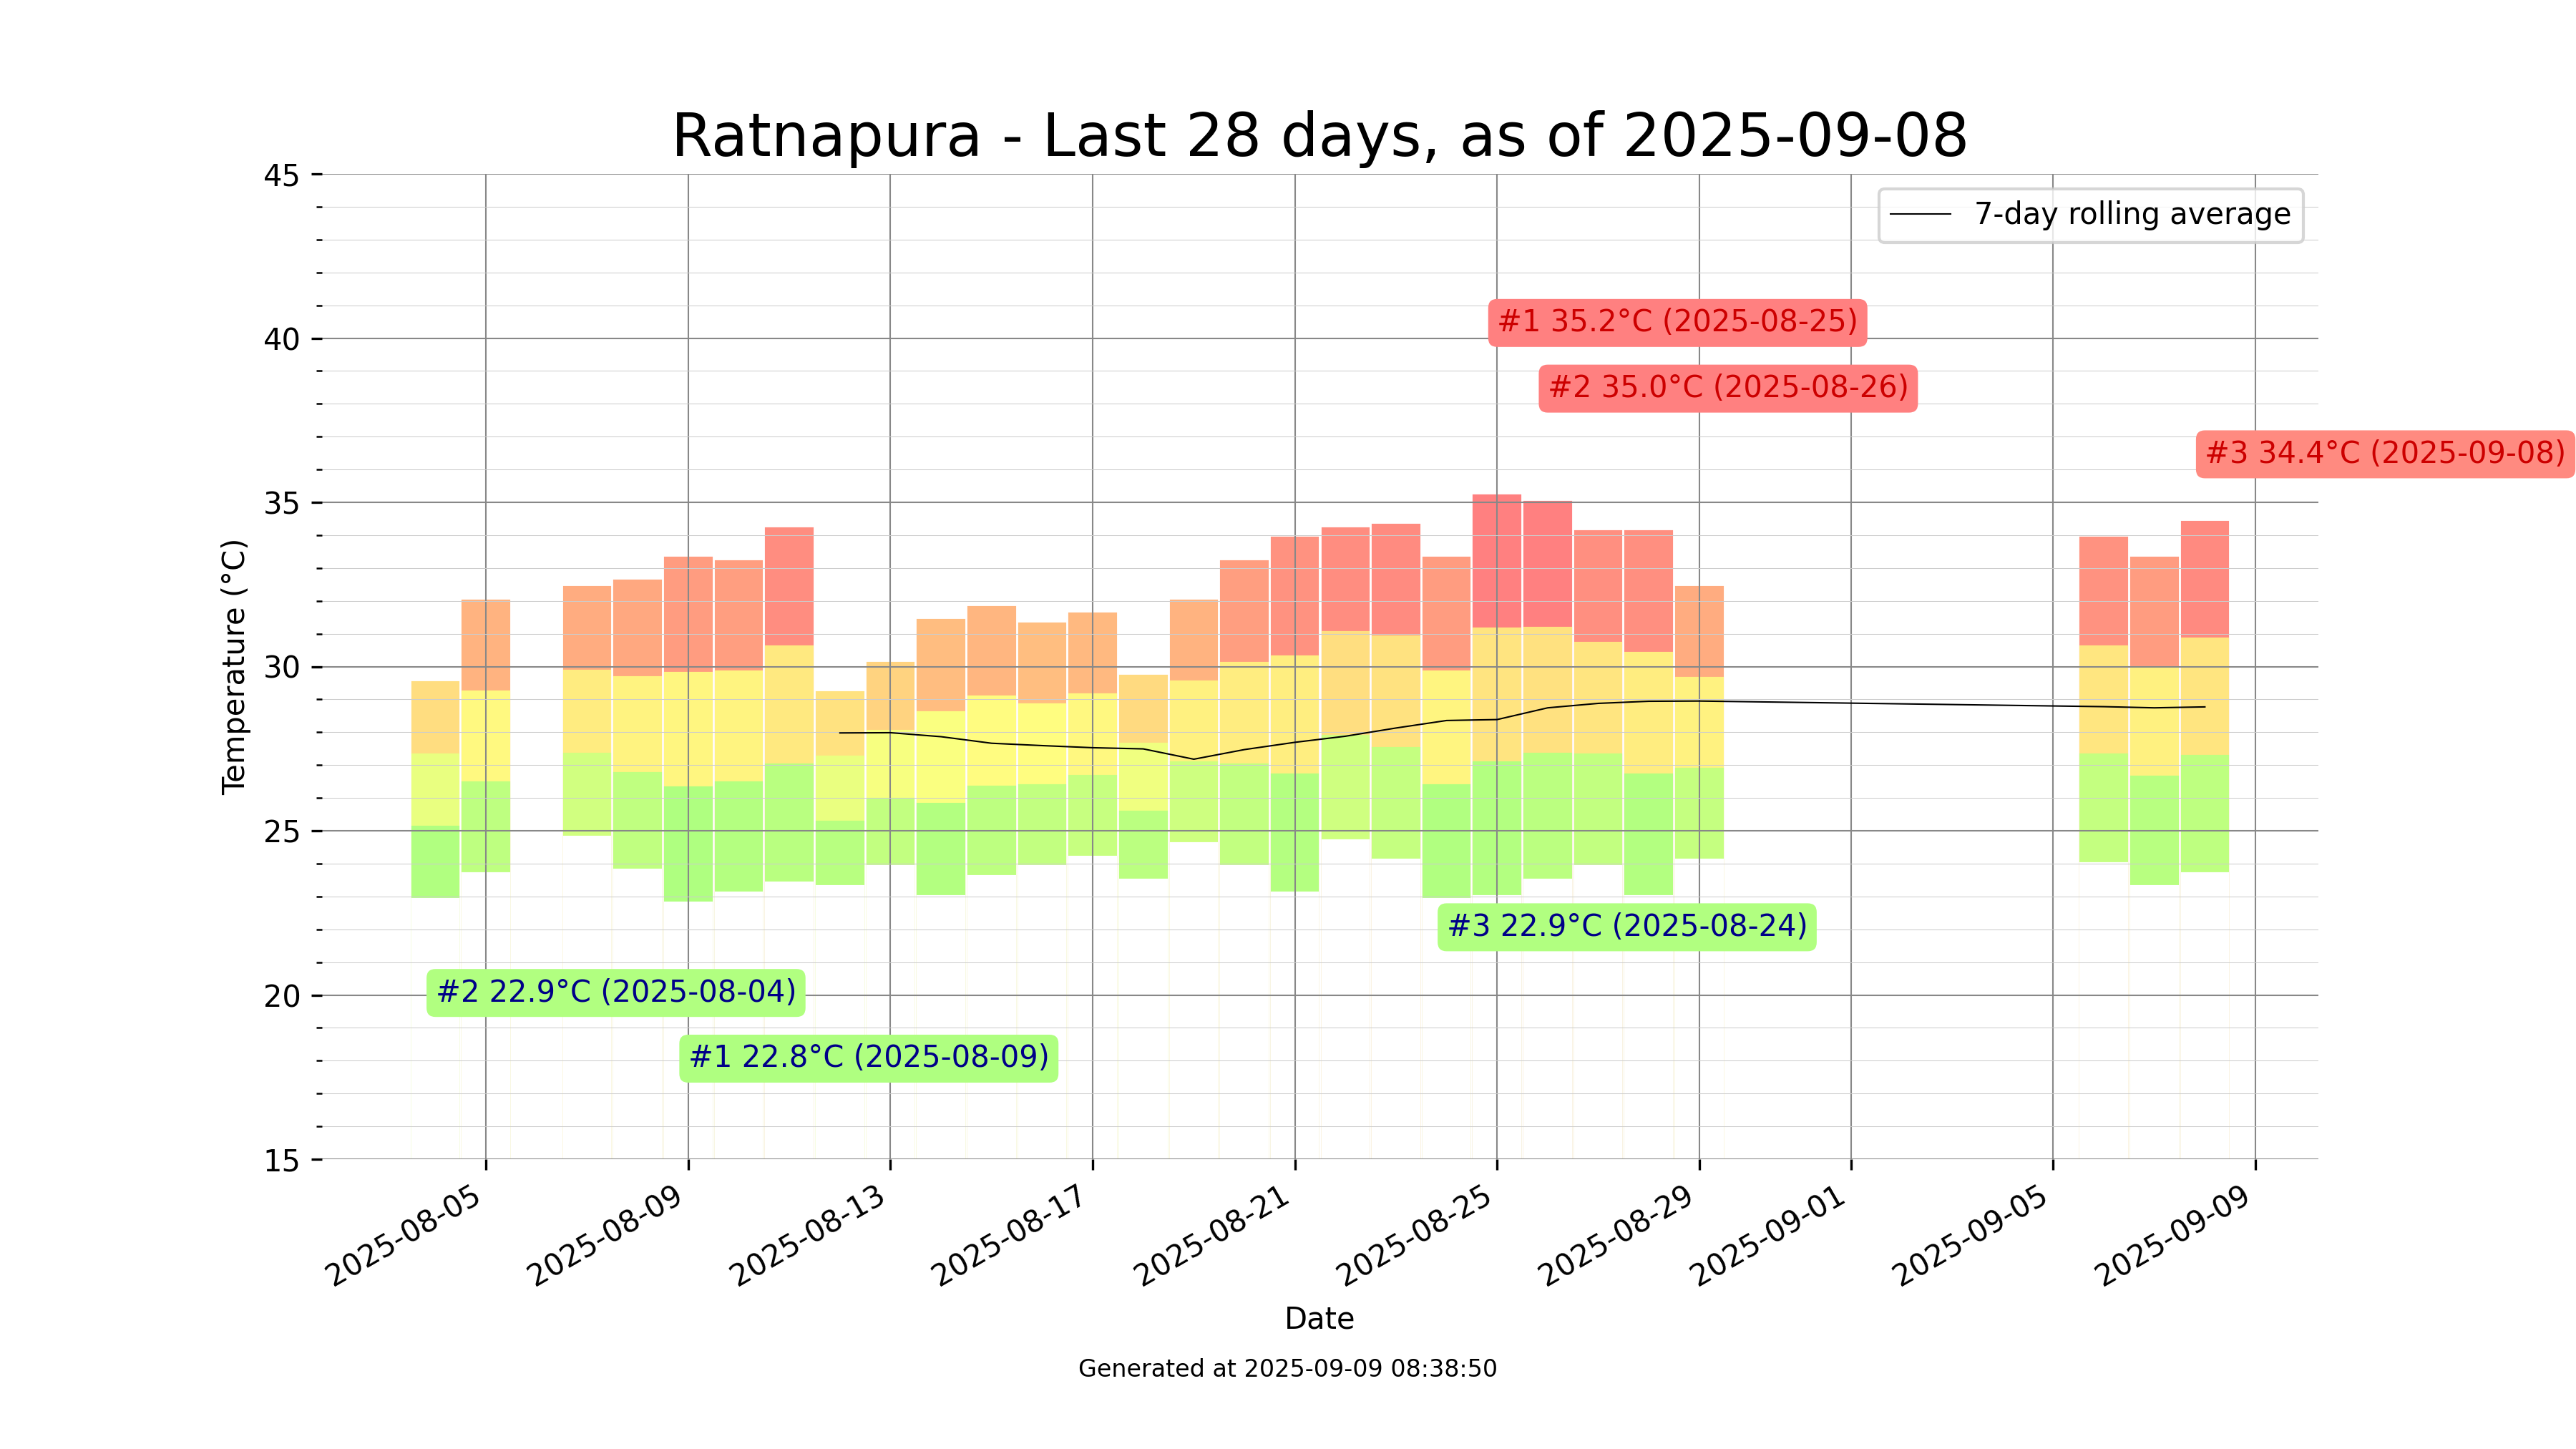 Ratnapura - Last 28 days, as of 2025-09-08
45
7-day rolling average
#1 35.2°C (2025-08-25)
40
#2 35.0°C (2025-08-26)
#3 34.4°C (2025-09-08)
35
Temperature (°C)
30
25
#3 22.9°C (2025-08-24)
#2 22.9°C (2025-08-04)
20
#1 22.8°C (2025-08-09)
15
2025-08-05
2025-08-09
2025-08-13
2025-08-17
2025-08-21
2025-08-25
2025-08-29
2025-09-01
2025-09-05
2025-09-09
Date
Generated at 2025-09-09 08:38:50